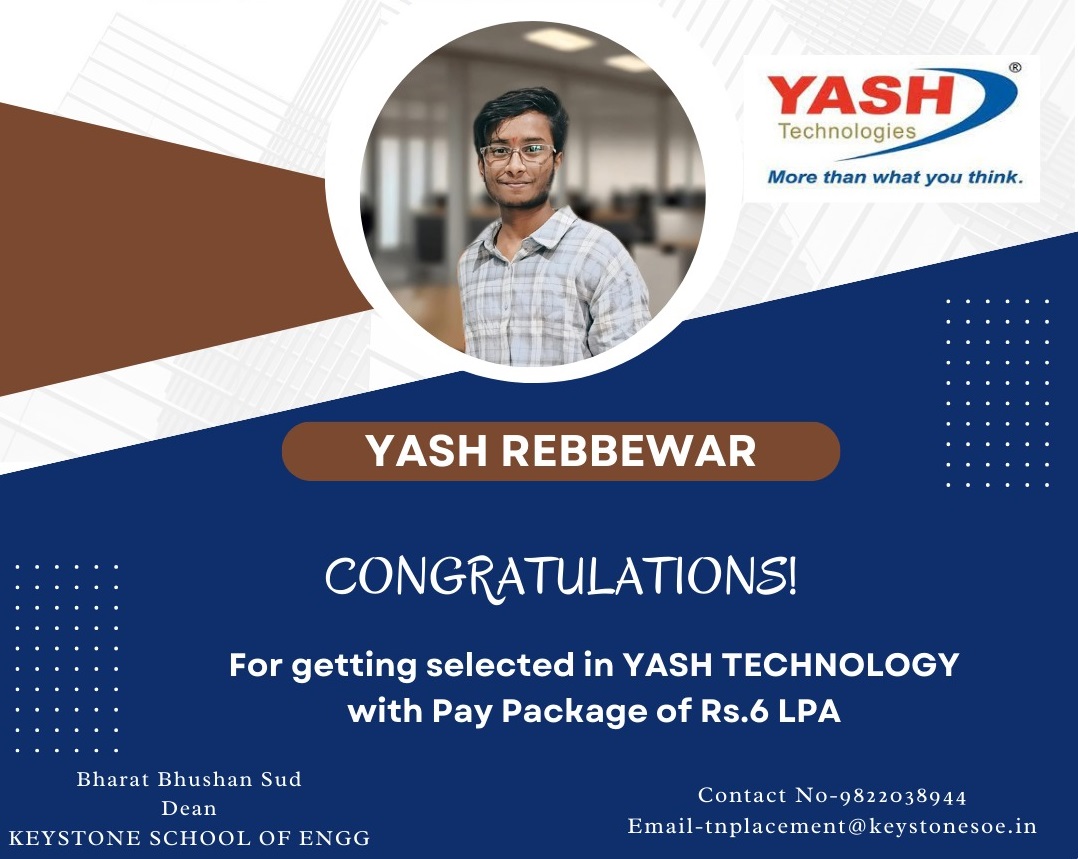 YASH®
Technologies
More than what you think.
YASH REBBEWAR
CONGRATULATIONS!
For getting selected in YASH TECHNOLOGY
with Pay Package of Rs.6 LPA
Bharat Bhushan Sud
Dean
KEYSTONE SCHOOL OF ENGG
Contact No-9822038944
Email-tnplacement@keystonesoe.in